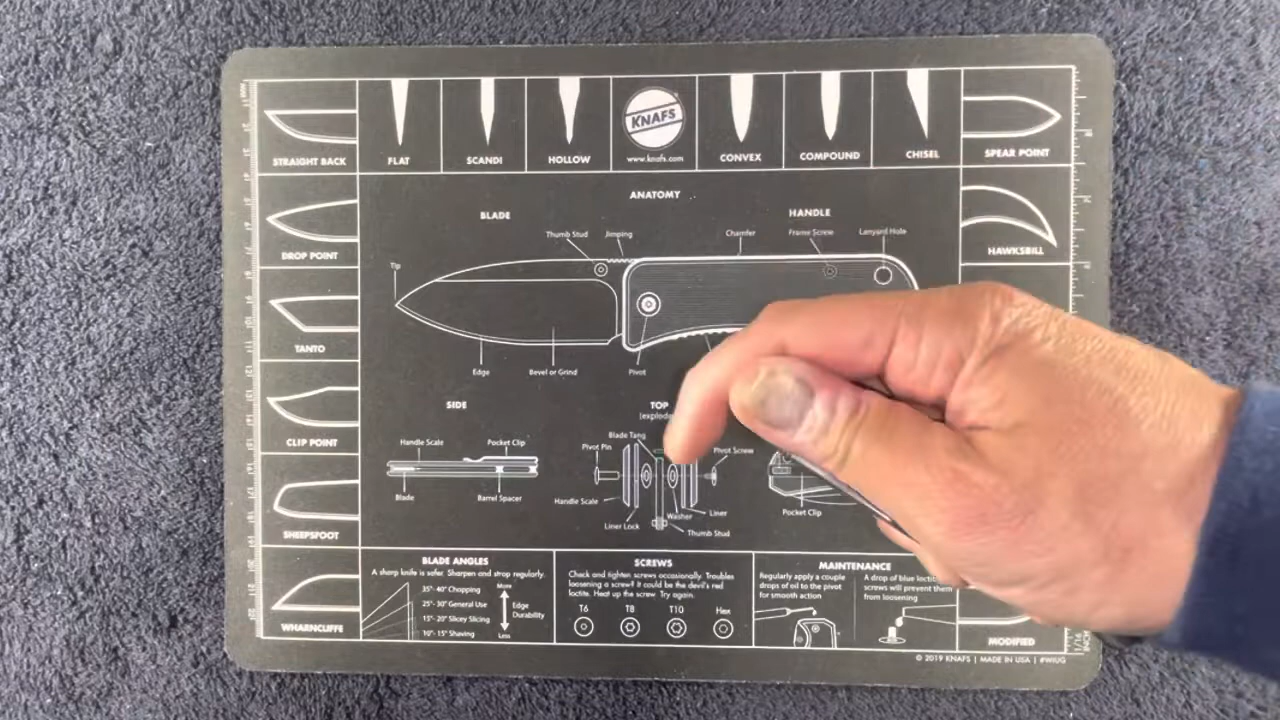 STRAIGHT BACK
FLAT
SCANDI
HOLLOW
KNAFS
www.knafs.com
CONVEX
COMPOUND
CHISEL
SPEAR POINT
ANATOMY
BLADE
HANDLE
HAWKSBILL
DROP POINT
Thumb Stud
Jimping
Chamfer
Frame Screw
Lanyard Hole
Tip
TANTO
Edge
Bevel or Grind
Pivot
CLIP POINT
SIDE
TOP
Handle Scale
Pocket Clip
Blade
Barrel Spacer
Blade Tang
Pivot Pin
Pivot Screw
Handle Scale
Liner Lock
Washer
Liner
Thumb Stud
Pocket Clip
SHEEPSFOOT
WHARNCLIFFE
BLADE ANGLES
A sharp knife is safer. Sharpen and strop regularly.
35°- 40° Chopping
25°- 30° General Use
15°- 20° Slicey Slicing
10°- 15° Shaving
More
Edge
Durability
Less
SCREWS
Check and tighten screws occasionally. Troubles
loosening a screw? It could be the devil's red
loctite. Heat up the screw. Try again.
T6
T8
T10
Hex
MAINTENANCE
Regularly apply a couple
drops of oil to the pivot
for smooth action
A drop of blue
screws will prevent them
from loosening
MODIFIED
© 2019 KNAFS | MADE IN USA | #WIUG